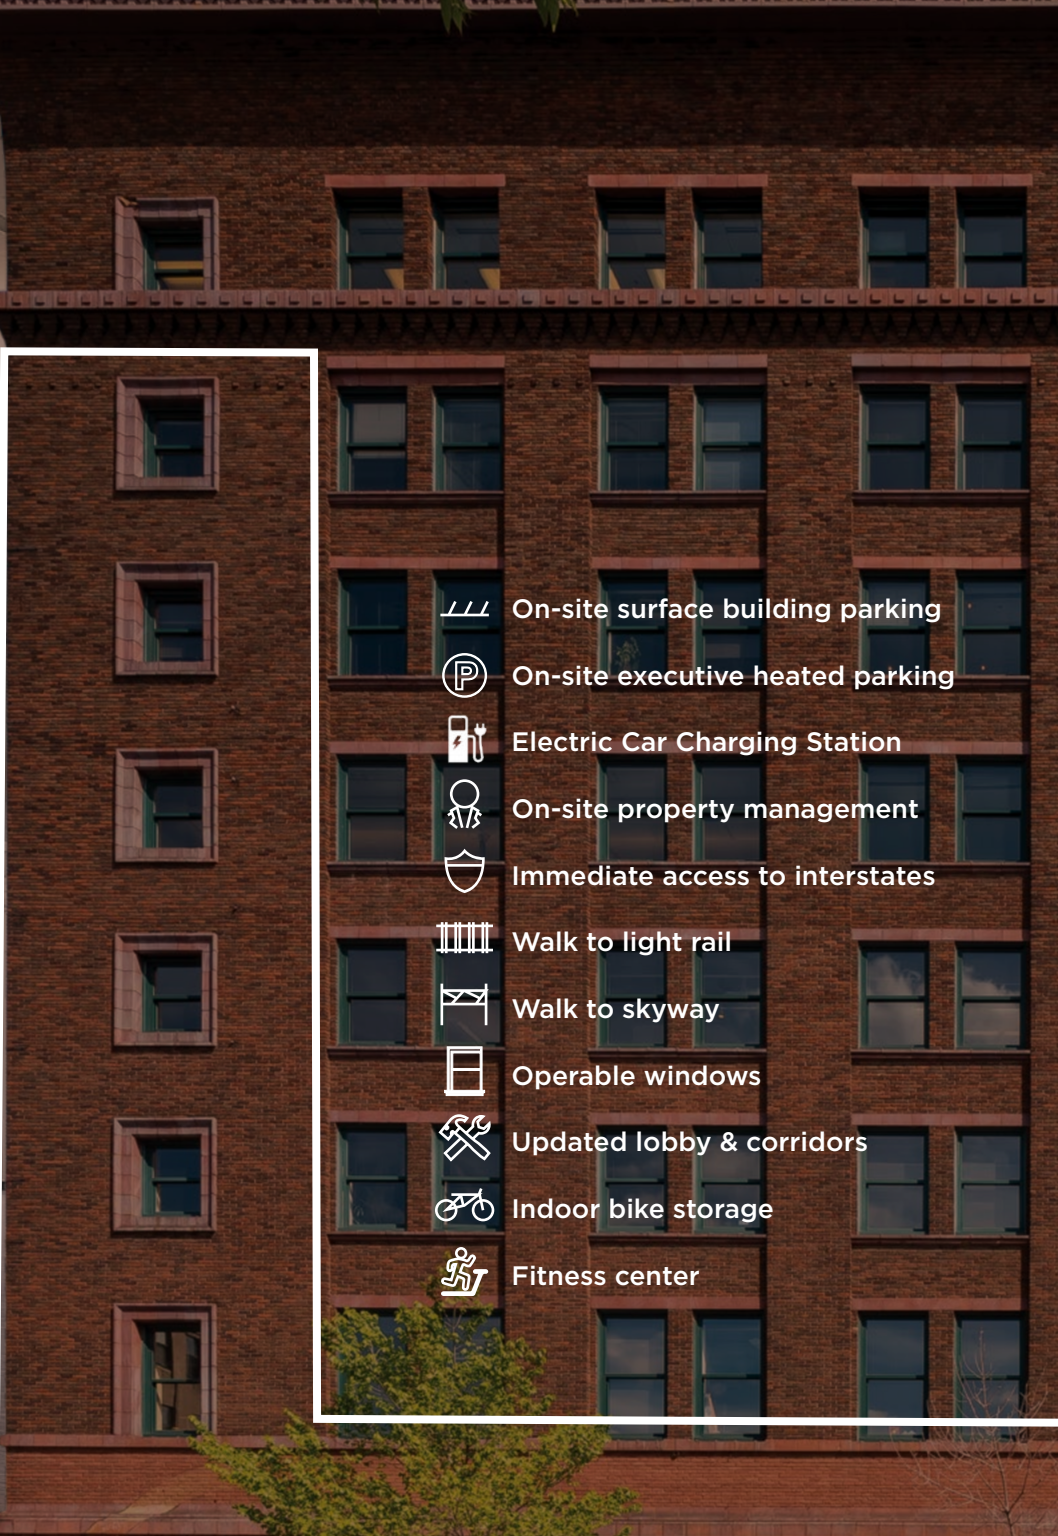 On-site surface building parking
On-site executive heated parking
Electric Car Charging Station
On-site property management
Immediate access to interstates
Walk to light rail
Walk to skyway
Operable windows
Updated lobby & corridors
Indoor bike storage
Fitness center